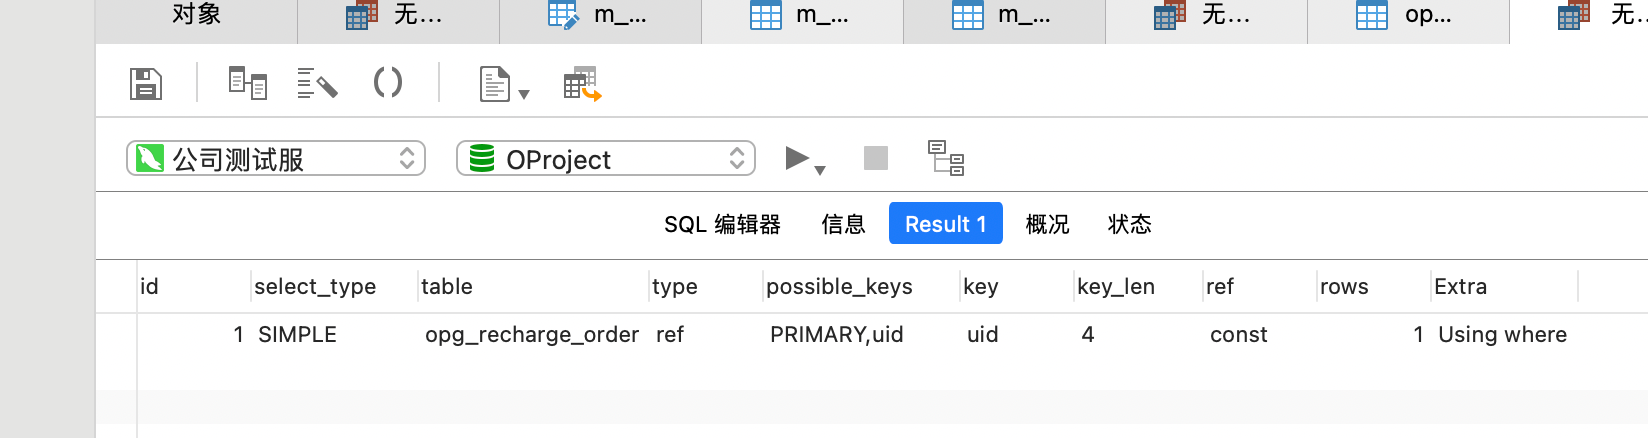 对象 无... m_... m_... m_... 无... op... 无..
公司测试服 OProject
SQL 编辑器 信息 Result 1 概况 状态
id select_type table type possible_keys key key_len ref rows Extra
1 SIMPLE opg_recharge_order ref PRIMARY,uid uid 4 const 1 Using where